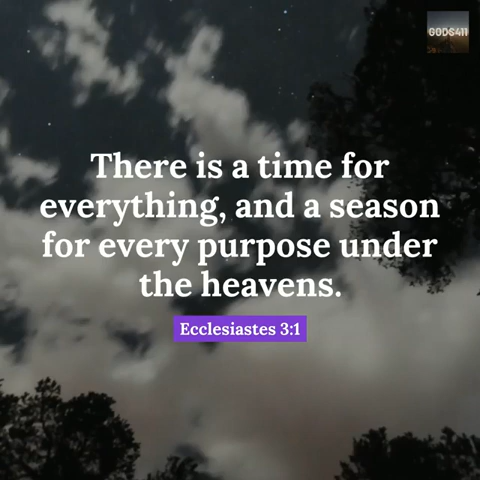 GODS411
There is a time for
everything, and a season
for every purpose under
the heavens.
Ecclesiastes 3:1